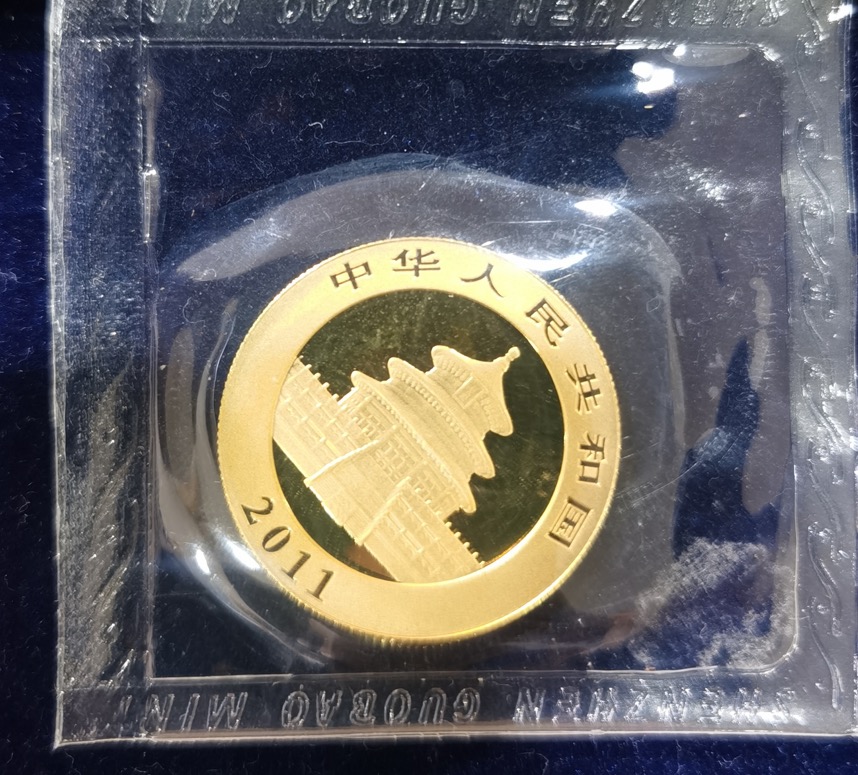 SHENZHEN GUOBAO MINT
中华人民共和国
2011
SHENZHEN GUOBAO MINT